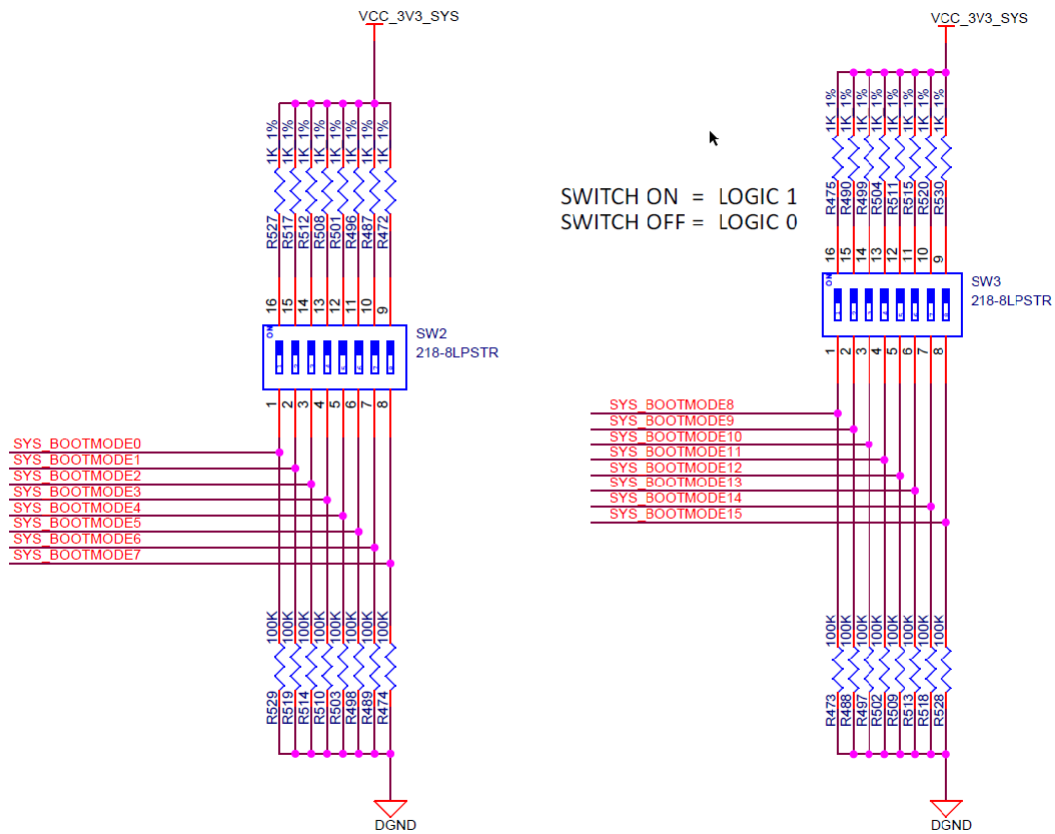 VCC_3V3_SYS
1K 1%
1K 1%
1K 1%
1K 1%
1K 1%
1K 1%
1K 1%
1K 1%
R527
R517
R512
R508
R501
R496
R487
R472
16
15
14
13
12
11
10
9
ON
SW2
218-8LPSTR
1
2
3
4
5
6
7
8
SYS_BOOTMODE0
SYS_BOOTMODE1
SYS_BOOTMODE2
SYS_BOOTMODE3
SYS_BOOTMODE4
SYS_BOOTMODE5
SYS_BOOTMODE6
SYS_BOOTMODE7
100K
100K
100K
100K
100K
100K
100K
100K
R529
R519
R514
R510
R503
R498
R489
R474
DGND
VCC_3V3_SYS
1K 1%
1K 1%
1K 1%
1K 1%
1K 1%
1K 1%
1K 1%
1K 1%
SWITCH ON = LOGIC 1
SWITCH OFF = LOGIC 0
R475
R490
R499
R504
R511
R515
R520
R530
16
15
14
13
12
11
10
9
ON
SW3
218-8LPSTR
1
2
3
4
5
6
7
8
SYS_BOOTMODE8
SYS_BOOTMODE9
SYS_BOOTMODE10
SYS_BOOTMODE11
SYS_BOOTMODE12
SYS_BOOTMODE13
SYS_BOOTMODE14
SYS_BOOTMODE15
100K
100K
100K
100K
100K
100K
100K
100K
R473
R488
R497
R502
R509
R513
R518
R528
DGND